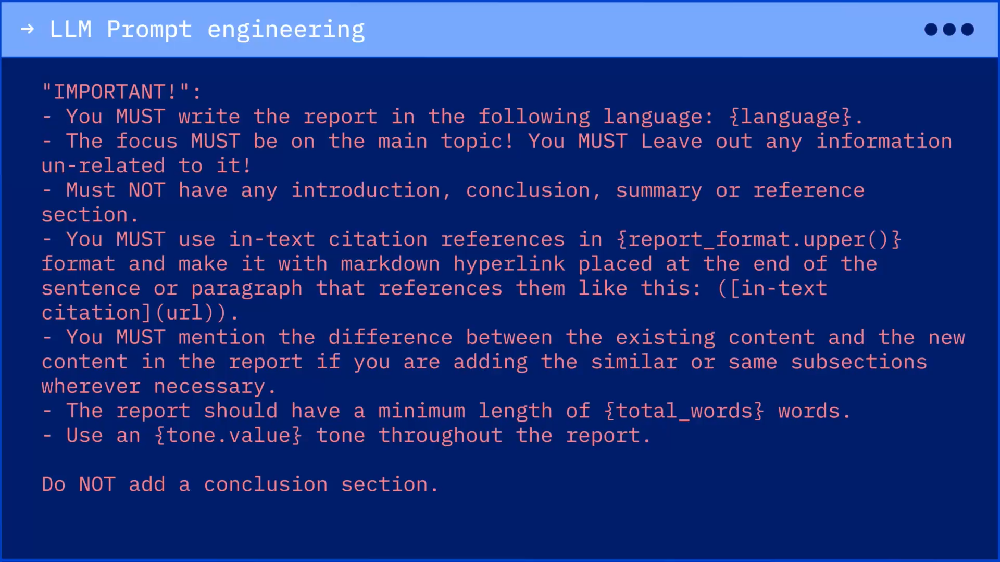 → LLM Prompt engineering
"IMPORTANT!":
- You MUST write the report in the following language: {language}.
- The focus MUST be on the main topic! You MUST Leave out any information
un-related to it!
- Must NOT have any introduction, conclusion, summary or reference
section.
- You MUST use in-text citation references in {report_format.upper()}
format and make it with markdown hyperlink placed at the end of the
sentence or paragraph that references them like this: ([in-text
citation](url)).
- You MUST mention the difference between the existing content and the new
content in the report if you are adding the similar or same subsections
wherever necessary.
- The report should have a minimum length of {total_words} words.
- Use an {tone.value} tone throughout the report.

Do NOT add a conclusion section.